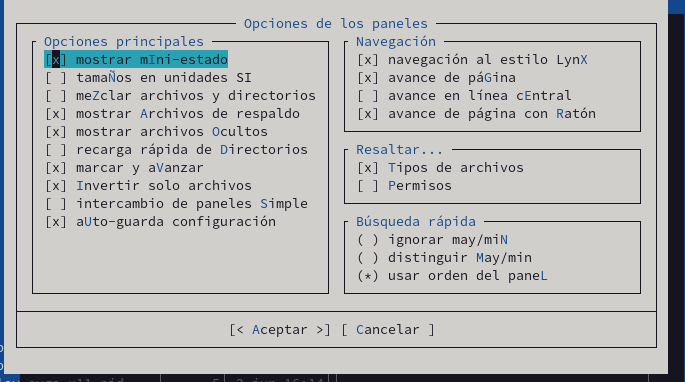 Opciones de los paneles
Opciones principales
[x] mostrar mIni-estado
[ ] tamaÑos en unidades SI
[ ] meZclar archivos y directorios
[x] mostrar Archivos de respaldo
[x] mostrar archivos Ocultos
[ ] recarga rápida de Directorios
[x] marcar y aVanzar
[x] Invertir solo archivos
[ ] intercambio de paneles Simple
[x] aUto-guarda configuración
Navegación
[x] navegación al estilo LynX
[x] avance de páGina
[ ] avance en línea cEntral
[x] avance de página con Ratón
Resaltar...
[x] Tipos de archivos
[ ] Permisos
Búsqueda rápida
( ) ignorar may/miN
( ) distinguir May/min
(*) usar orden del paneL
[< Aceptar >] [ Cancelar ]